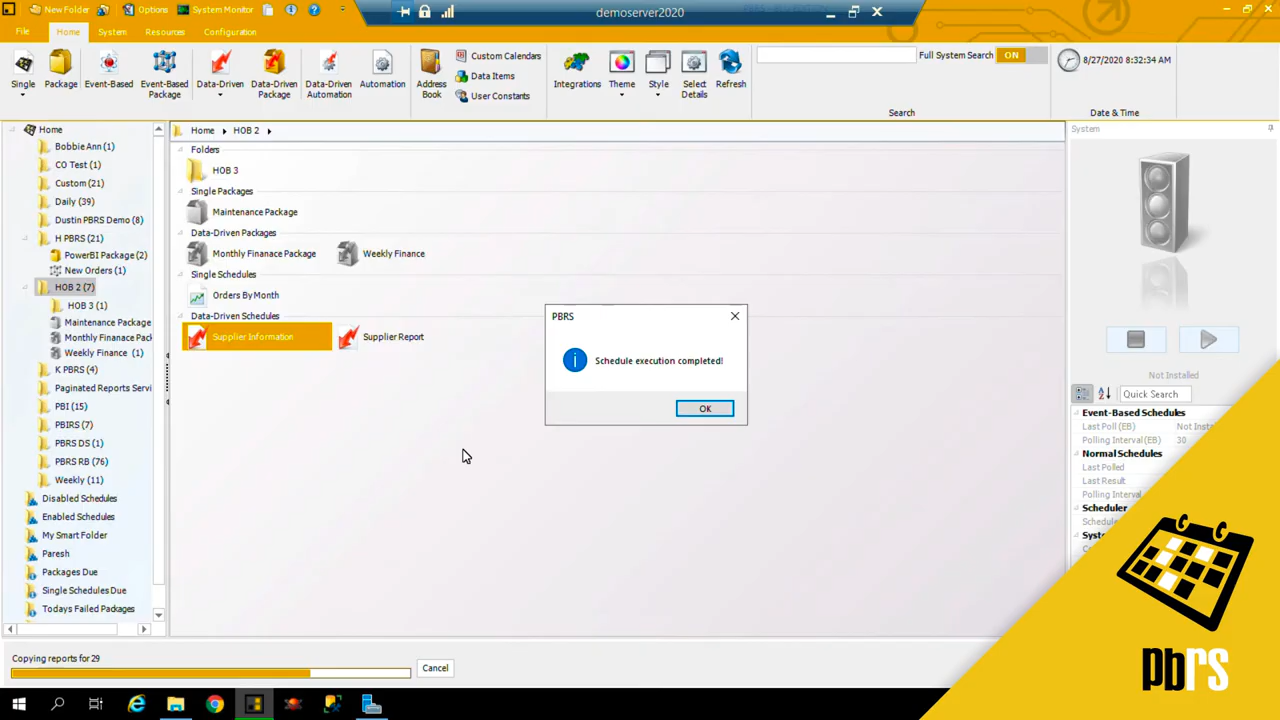 New Folder
Options
System Monitor
demoserver2020
File
Home
System
Resources
Configuration
Single
Package
Event-Based
Event-Based
Package
Data-Driven
Data-Driven
Package
Data-Driven
Automation
Automation
Address
Book
Custom Calendars
Data Items
User Constants
Integrations
Theme
Style
Select
Details
Refresh
Full System Search
ON
Search
8/27/2020 8:32:34 AM
Date & Time
Home
Bobbie Ann (1)
CO Test (1)
Custom (21)
Daily (39)
Dustin PBRS Demo (8)
H PBRS (21)
PowerBI Package (2)
New Orders (1)
HOB 2 (7)
HOB 3 (1)
Maintenance Package
Monthly Finanace Pack
Weekly Finance (1)
K PBRS (4)
Paginated Reports Servi
PBI (15)
PBIRS (7)
PBRS DS (1)
PBRS RB (76)
Weekly (11)
Disabled Schedules
Enabled Schedules
My Smart Folder
Paresh
Packages Due
Single Schedules Due
Todays Failed Packages
Home HOB 2
Folders
HOB 3
Single Packages
Maintenance Package
Data-Driven Packages
Monthly Finanace Package
Weekly Finance
Single Schedules
Orders By Month
Data-Driven Schedules
Supplier Information
Supplier Report
PBRS
Schedule execution completed!
OK
System
Not Installed
Quick Search
Event-Based Schedules
Last Poll (EB) Not Insta
Polling Interval (EB) 30
Normal Schedules
Last Polled
Last Result
Polling Interval
Scheduler
Schedule
Syste
Copying reports for 29
Cancel
pbrs